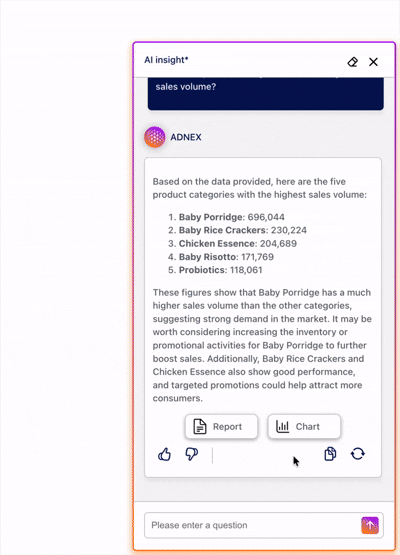 AI insight*
sales volume?
ADNEX
Based on the data provided, here are the five
product categories with the highest sales volume:
1. Baby Porridge: 696,044
2. Baby Rice Crackers: 230,224
3. Chicken Essence: 204,689
4. Baby Risotto: 171,769
5. Probiotics: 118,061
These figures show that Baby Porridge has a much
higher sales volume than the other categories,
suggesting strong demand in the market. It may be
worth considering increasing the inventory or
promotional activities for Baby Porridge to further
boost sales. Additionally, Baby Rice Crackers and
Chicken Essence also show good performance,
and targeted promotions could help attract more
consumers.
Report
Chart
Please enter a question